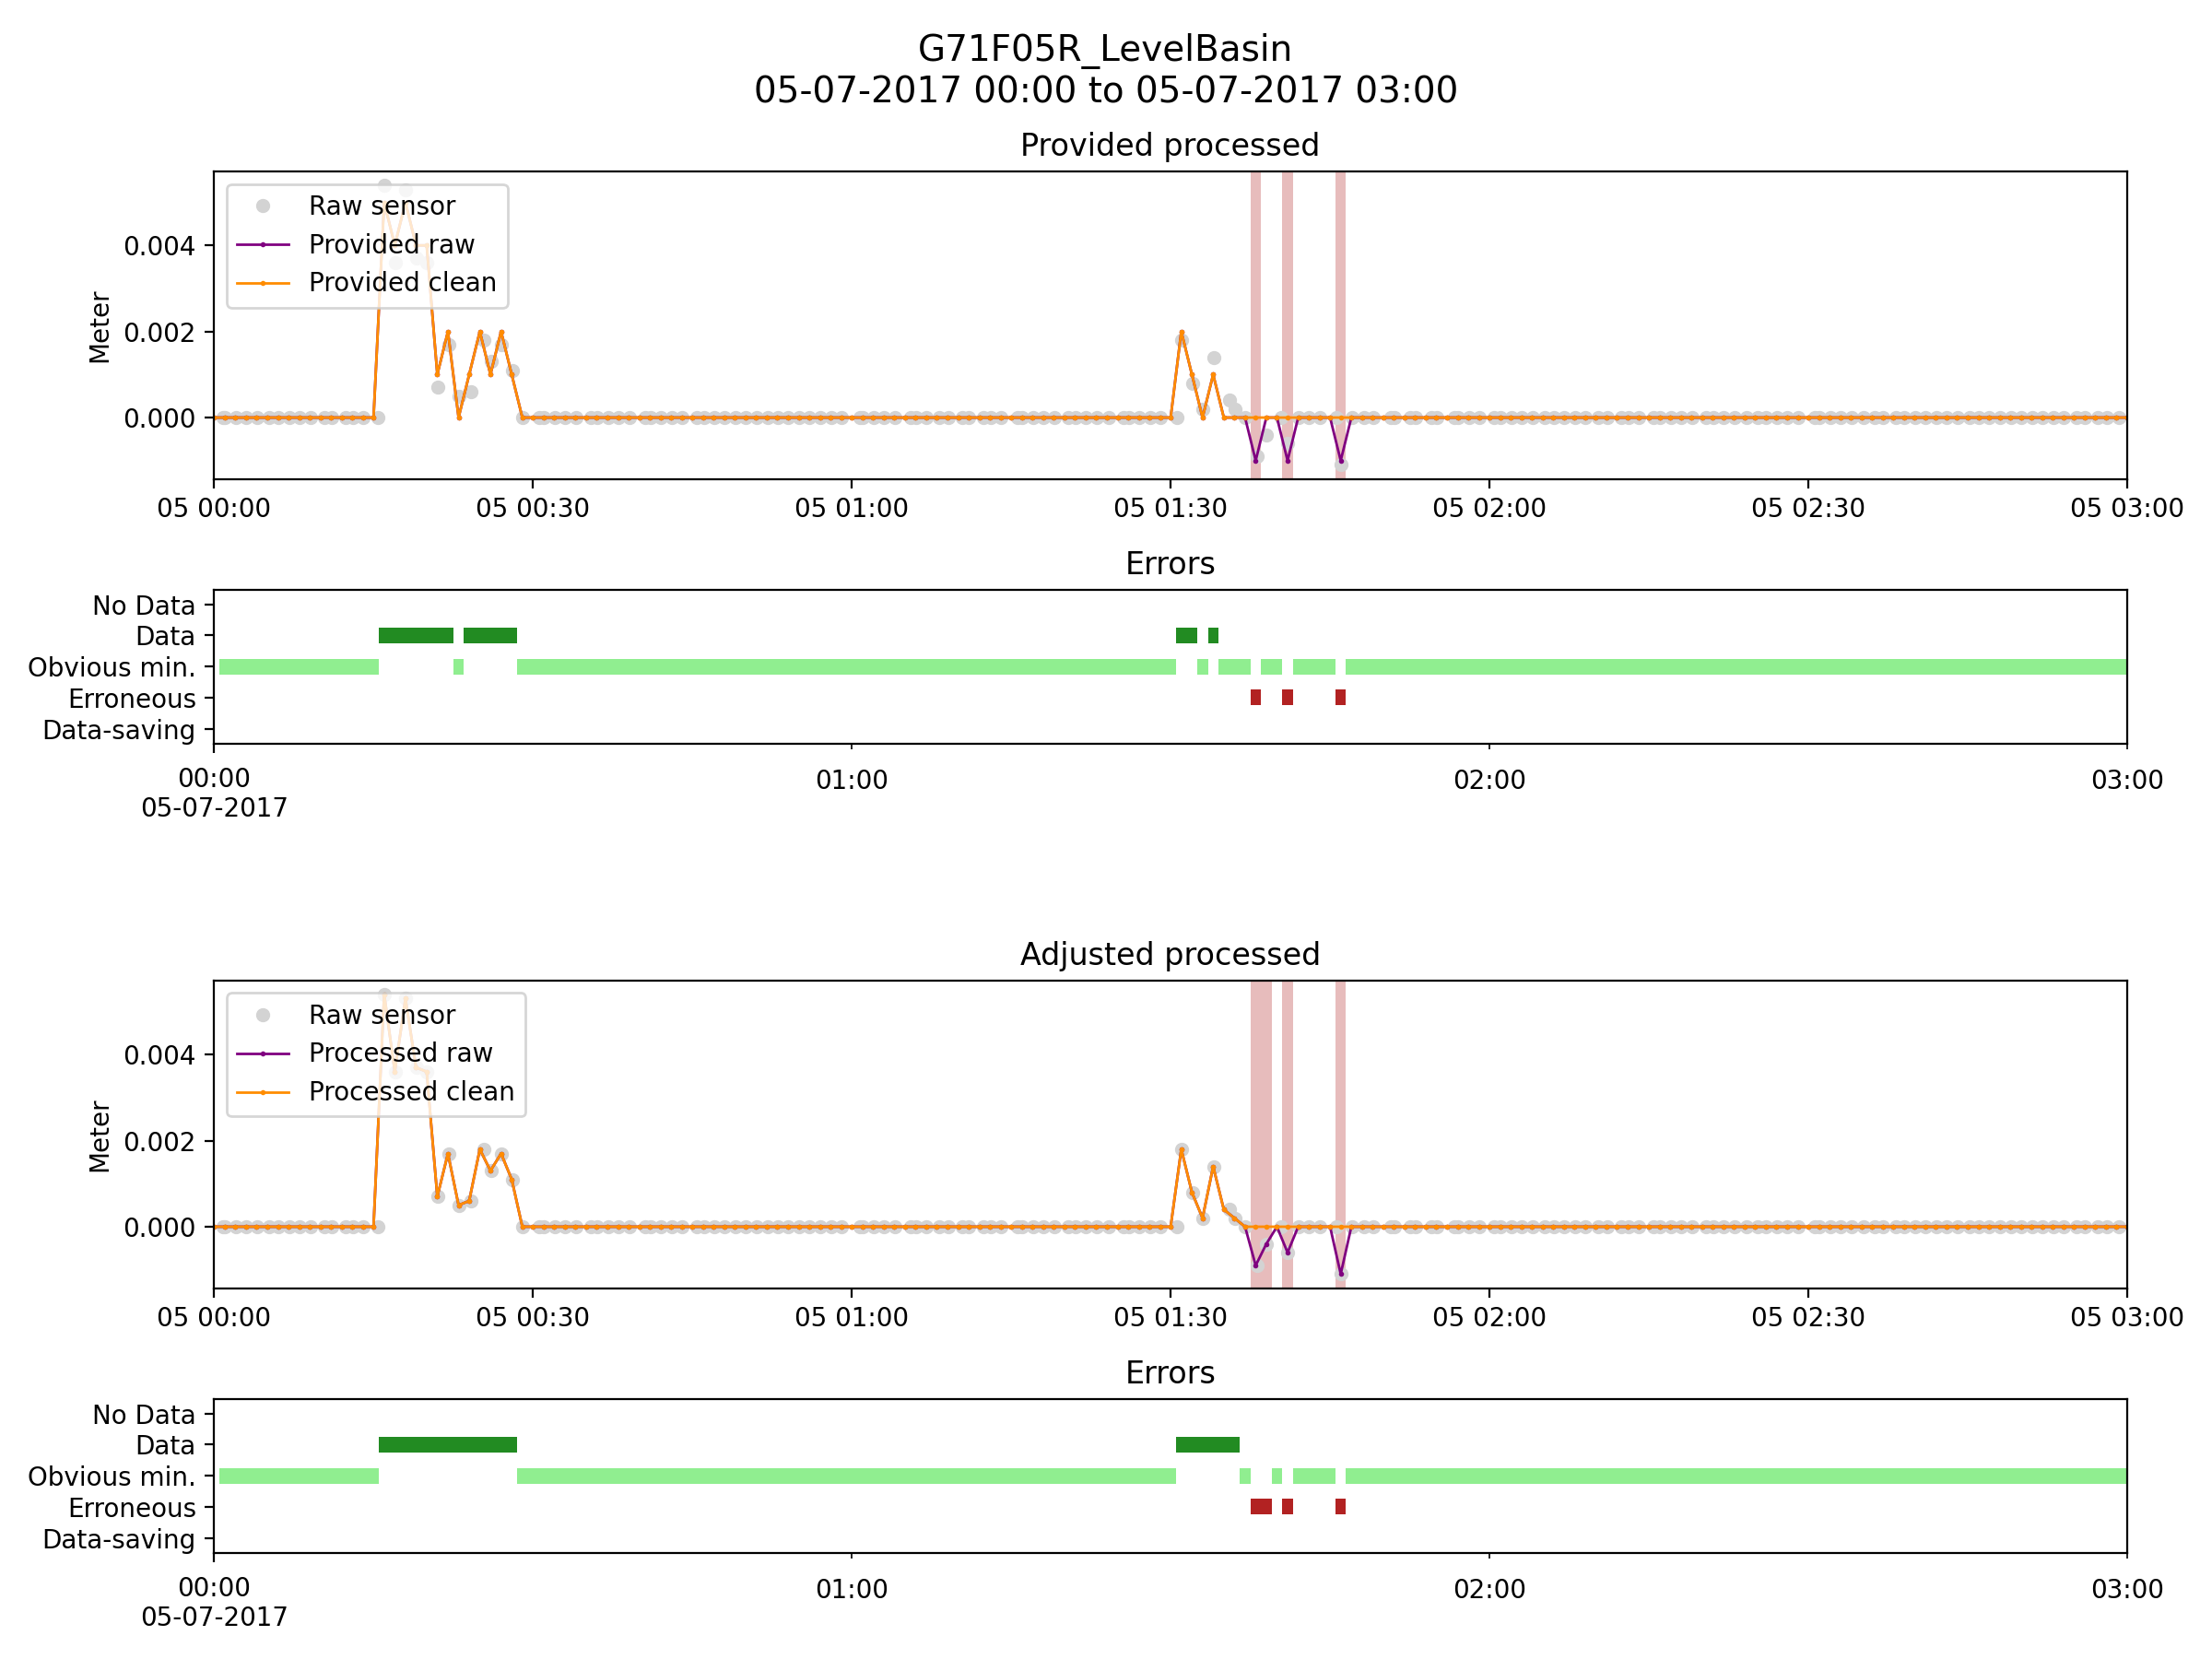 G71F05R_LevelBasin
05-07-2017 00:00 to 05-07-2017 03:00
Provided processed
Raw sensor
Provided raw
Provided clean
Meter
0.004
0.002
0.000
05 00:00 05 00:30 05 01:00 05 01:30 05 02:00 05 02:30 05 03:00
Errors
No Data
Data
Obvious min.
Erroneous
Data-saving
00:00 01:00 02:00 03:00
05-07-2017
Adjusted processed
Raw sensor
Processed raw
Processed clean
Meter
0.004
0.002
0.000
05 00:00 05 00:30 05 01:00 05 01:30 05 02:00 05 02:30 05 03:00
Errors
No Data
Data
Obvious min.
Erroneous
Data-saving
00:00 01:00 02:00 03:00
05-07-2017